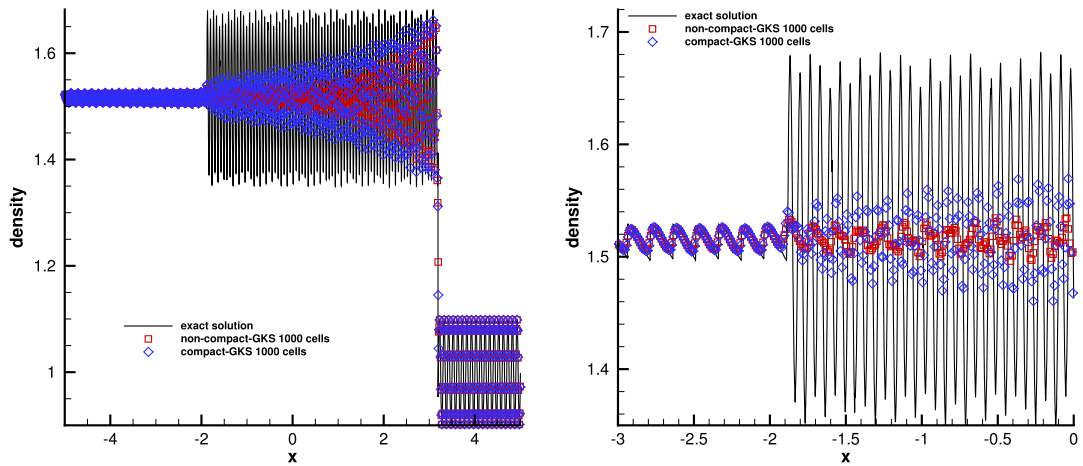 1.6
1.4
1.2
1
density
exact solution
non-compact-GKS 1000 cells
compact-GKS 1000 cells
-4
-2
0
2
4
x
exact solution
non-compact-GKS 1000 cells
compact-GKS 1000 cells
1.7
1.6
1.5
1.4
density
-3
-2.5
-2
-1.5
-1
-0.5
0
x